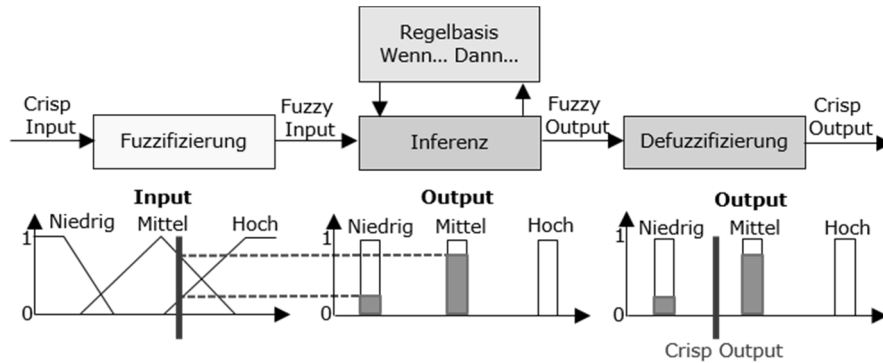 Regelbasis
Wenn... Dann...
Crisp
Input
Fuzzifizierung
Fuzzy
Input
Inferenz
Fuzzy
Output
Defuzzifizierung
Crisp
Output
Input
Niedrig
Mittel
Hoch
1
0
Output
Niedrig
Mittel
Hoch
1
0
Output
Niedrig
Mittel
Hoch
1
0
Crisp Output